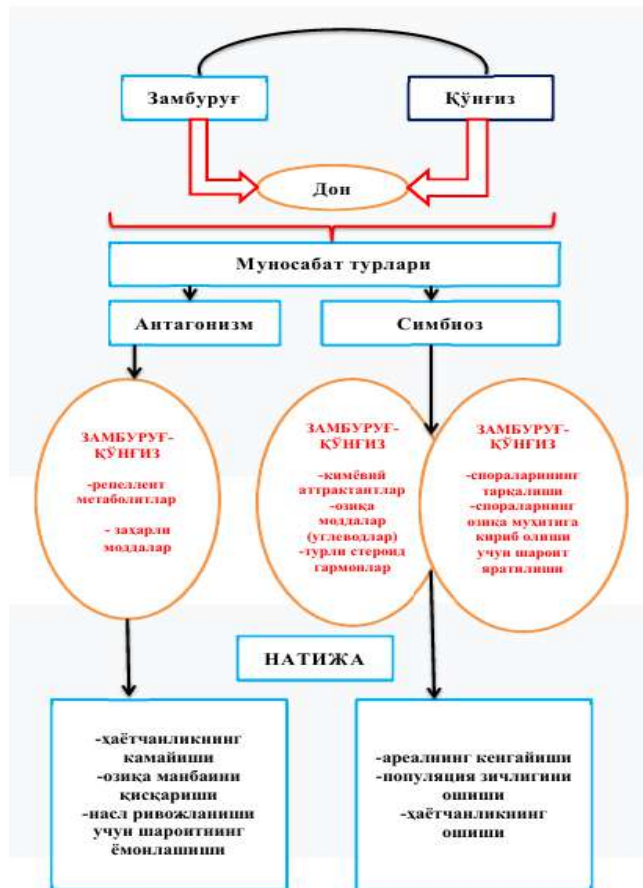 Замбуруғ
Қўнғиз
Дон
Муносабат турлари
Антагонизм
Симбиоз
ЗАМБУРУҒ-
ҚЎНҒИЗ
-репеллент
метаболитлар
- заҳарли
моддалар
ЗАМБУРУҒ-
ҚЎНҒИЗ
-кимёвий
аттрактантлар
-озиқа
моддалар
(углеводлар)
-турли стероид
гармонлар
ЗАМБУРУҒ-
ҚЎНҒИЗ
-спораларининг
тарқалиши
-спораларнинг
озиқа муҳитига
кириб олиши
учун шароит
яратилиши
НАТИЖА
-ҳаётчанликнинг
камайиши
-озиқа манбаини
қисқариши
-насл ривожланиши
учун шароитнинг
ёмонлашиши
-ареалнинг кенгайиши
-популяция зичлигини
ошиши
-ҳаётчанликнинг
ошиши